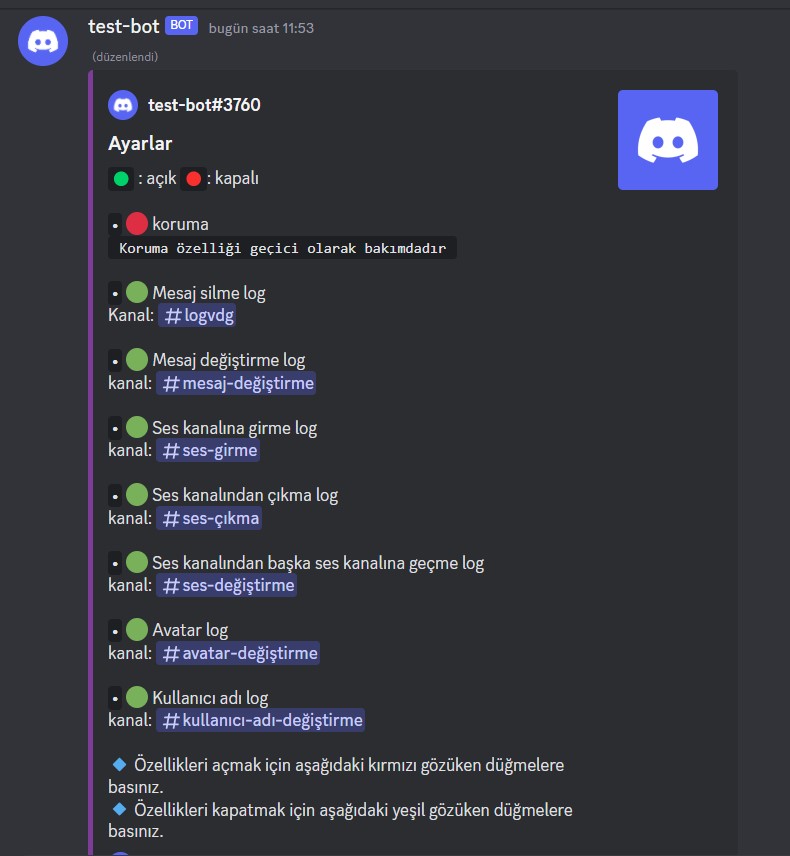 test-bot BOT bugün saat 11:53
(düzenlendi)
test-bot#3760
Ayarlar
: açık : kapalı
• koruma
Koruma özelliği geçici olarak bakımdadır
• Mesaj silme log
Kanal: #logvdg
• Mesaj değiştirme log
kanal: #mesaj-değiştirme
• Ses kanalına girme log
kanal: #ses-girme
• Ses kanalından çıkma log
kanal: #ses-çıkma
• Ses kanalından başka ses kanalına geçme log
kanal: #ses-değiştirme
• Avatar log
kanal: #avatar-değiştirme
• Kullanıcı adı log
kanal: #kullanıcı-adı-değiştirme
Özellikleri açmak için aşağıdaki kırmızı gözüken düğmelere
basınız.
Özellikleri kapatmak için aşağıdaki yeşil gözüken düğmelere
basınız.